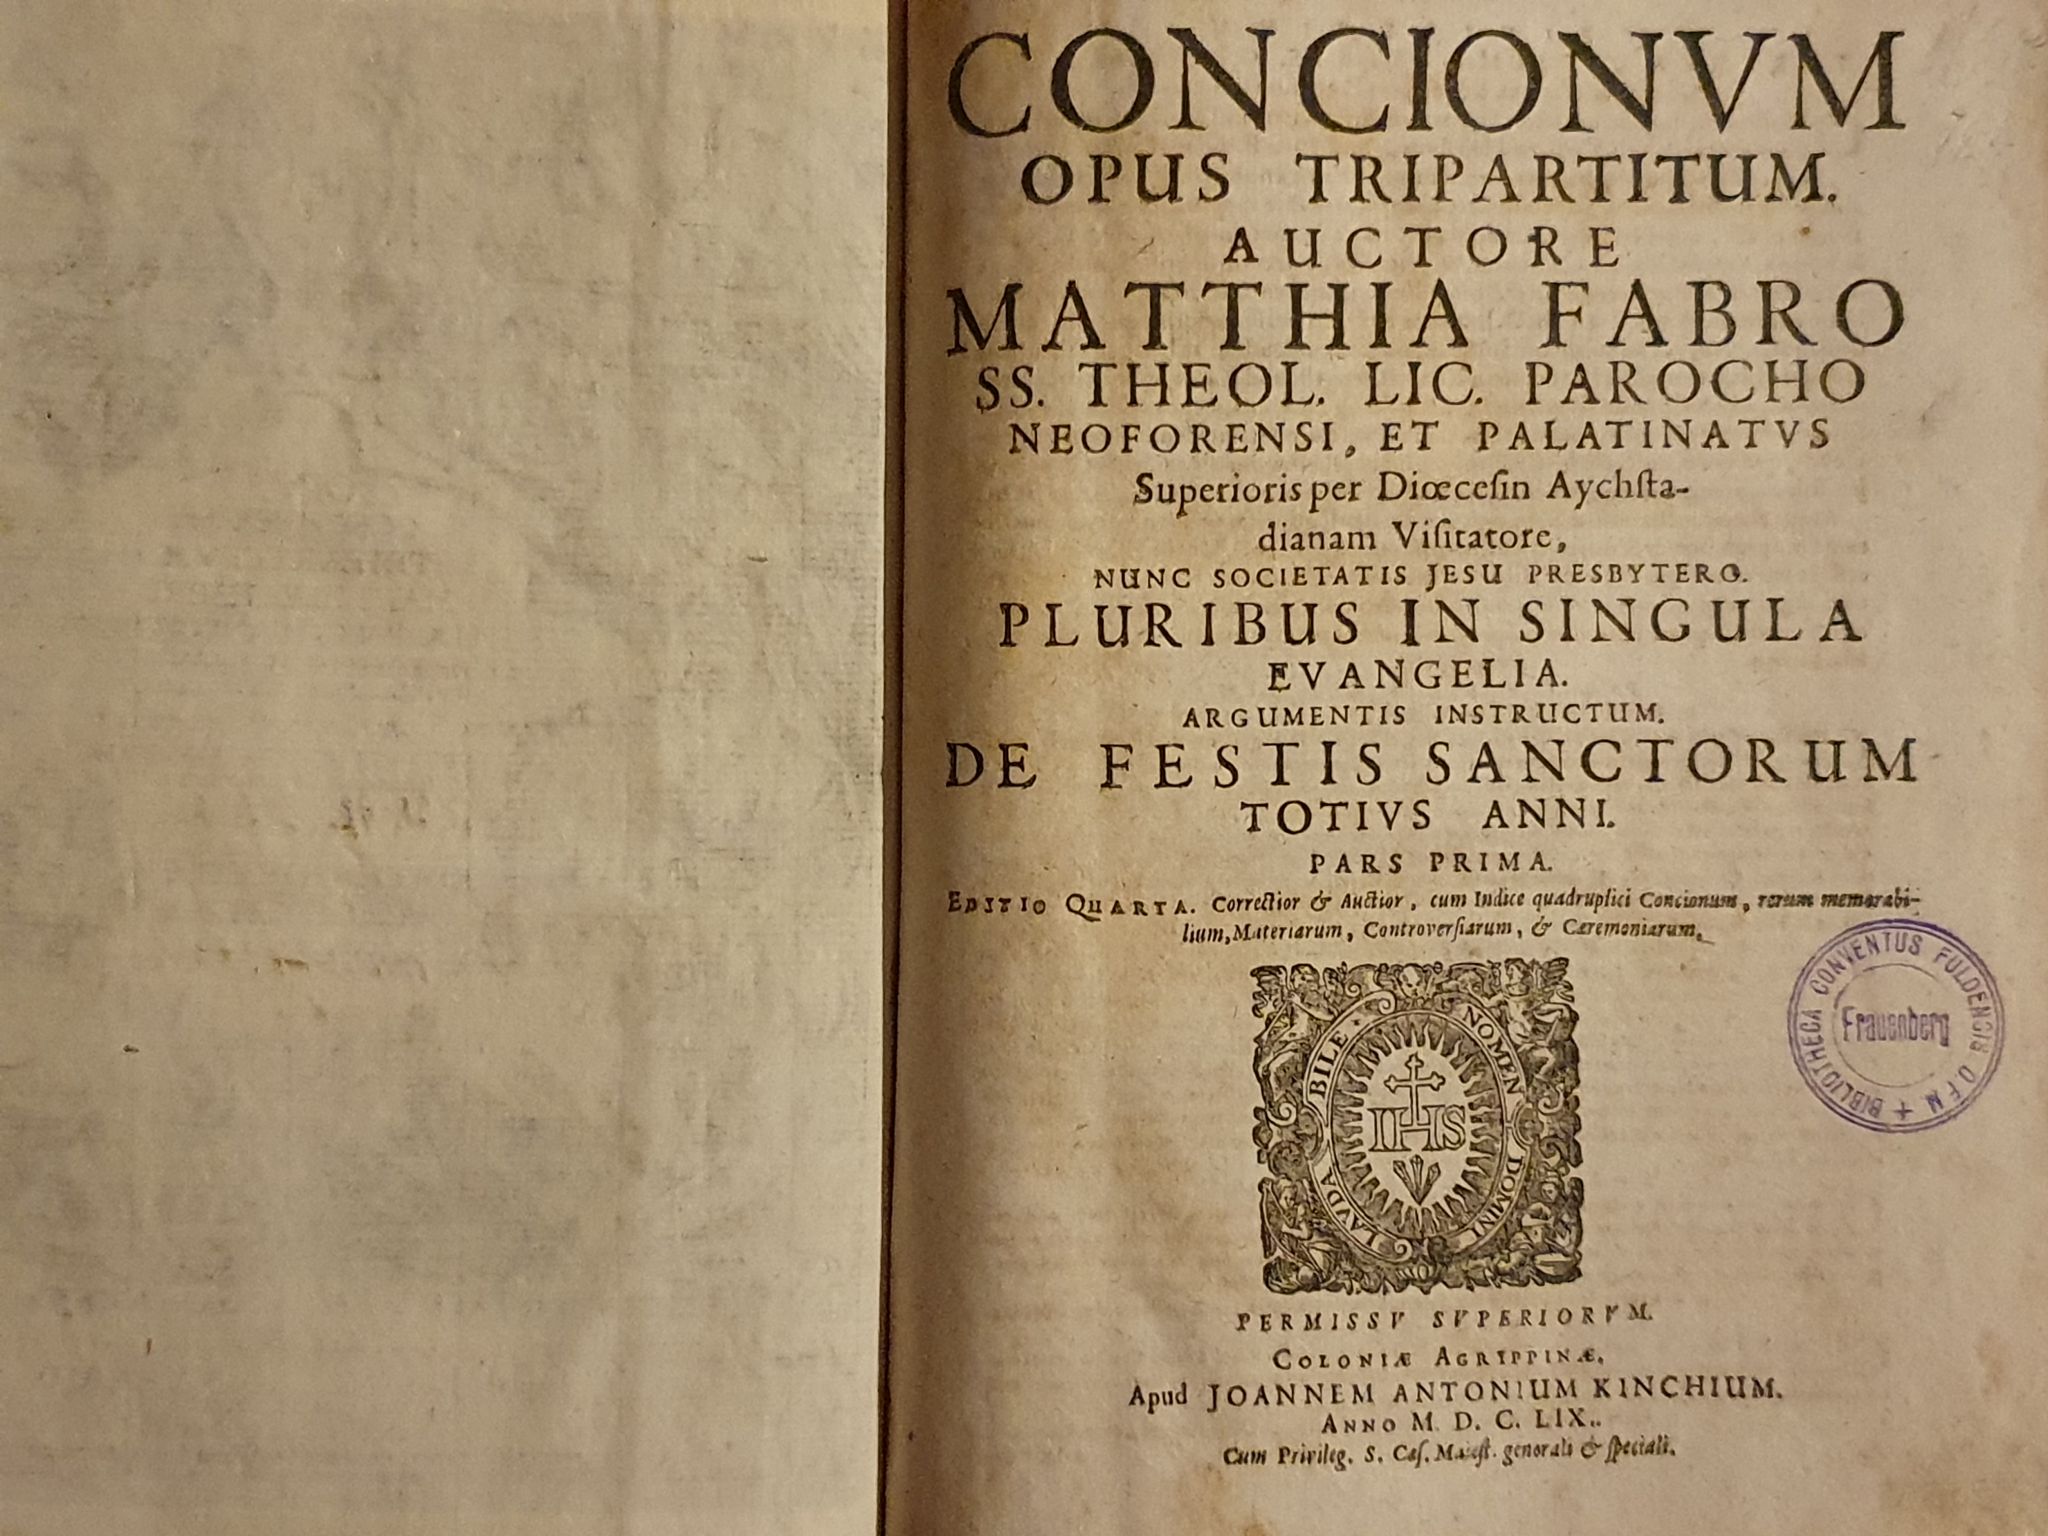 CONCIONVM
OPUS TRIPARTITUM.
AUCTORE
MATTHIA FABRO
SS. THEOL. LIC. PAROCHO
NEOFORENSI, ET PALATINATVS
Superioris per Diœceſin Aychſta-
dianam Viſitatore,
NUNC SOCIETATIS JESU PRESBYTERO.
PLURIBUS IN SINGULA
EVANGELIA.
ARGUMENTIS INSTRUCTUM.
DE FESTIS SANCTORUM
TOTIVS ANNI.
PARS PRIMA.
EDITIO QUARTA. Correctior & Auctior, cum Indice quadruplici Concionum, rerum memorabi-
lium, Materiarum, Controverſiarum, & Cæremoniarum.
LAVDA BILE NOMEN DOMINI
IHS
BIBLIOTHECA CONVENTUS FULDENSIS O.F.M +
Frauenberg
PERMISSV SVPERIORVM.
COLONIÆ AGRIPPINÆ,
Apud JOANNEM ANTONIUM KINCHIUM.
ANNO M. D. C. LIX.
Cum Privileg. S. Cæſ. Maieſt. generali & ſpeciali.